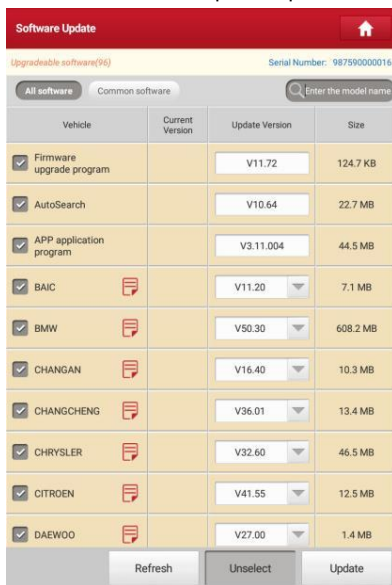 Software Update
Upgradeable software(96)
Serial Number: 987590000016
All software
Common software
Enter the model name
Vehicle
Current
Version
Update Version
Size
Firmware
upgrade program
V11.72
124.7 KB
AutoSearch
V10.64
22.7 MB
APP application
program
V3.11.004
44.5 MB
BAIC
V11.20
7.1 MB
BMW
V50.30
608.2 MB
CHANGAN
V16.40
10.3 MB
CHANGCHENG
V36.01
13.4 MB
CHRYSLER
V32.60
46.5 MB
CITROEN
V41.55
12.5 MB
DAEWOO
V27.00
1.4 MB
Refresh
Unselect
Update